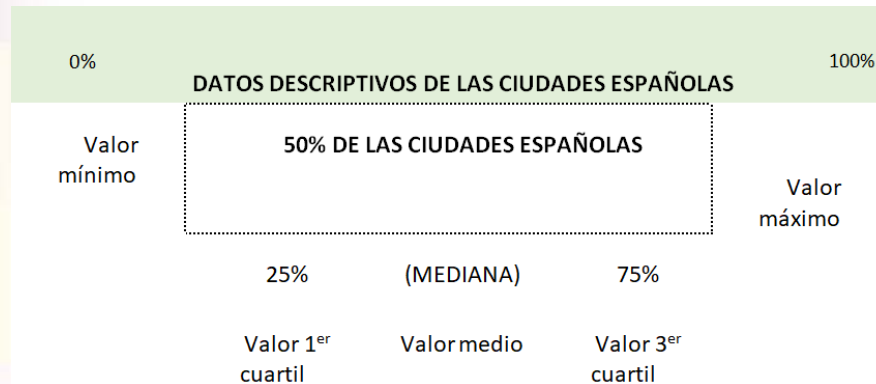 0%
100%
DATOS DESCRIPTIVOS DE LAS CIUDADES ESPAÑOLAS
50% DE LAS CIUDADES ESPAÑOLAS
Valor
mínimo
Valor
máximo
25%
(MEDIANA)
75%
Valor 1er
cuartil
Valor medio
Valor 3er
cuartil